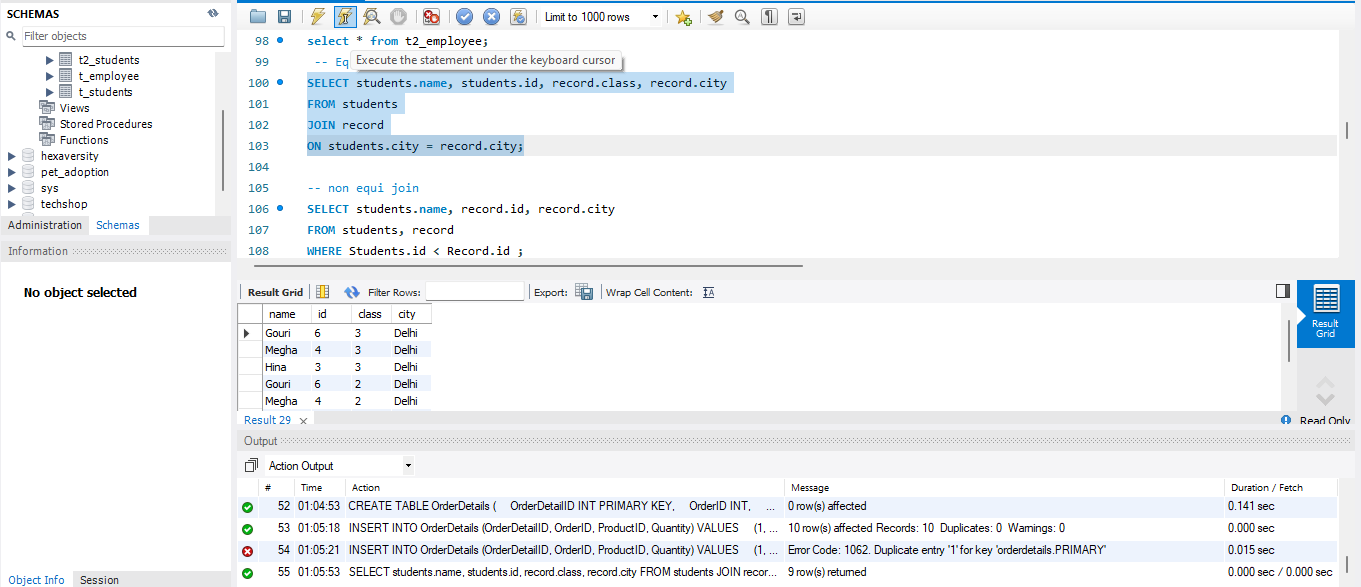 SCHEMAS
Filter objects
t2_students
t_employee
t_students
Views
Stored Procedures
Functions
hexaversity
pet_adoption
sys
techshop
Administration Schemas
Information
No object selected
Object Info Session
Limit to 1000 rows
98 select * from t2_employee;
99 -- Eq
Execute the statement under the keyboard cursor
100 SELECT students.name, students.id, record.class, record.city
101 FROM students
102 JOIN record
103 ON students.city = record.city;
104
105 -- non equi join
106 SELECT students.name, record.id, record.city
107 FROM students, record
108 WHERE Students.id < Record.id ;
Result Grid Filter Rows: Export: Wrap Cell Content:
name id class city
Gouri 6 3 Delhi
Megha 4 3 Delhi
Hina 3 3 Delhi
Gouri 6 2 Delhi
Megha 4 2 Delhi
Result Grid
Result 29
Read Only
Output
Action Output
# Time Action Message Duration / Fetch
52 01:04:53 CREATE TABLE OrderDetails ( OrderDetailID INT PRIMARY KEY, OrderID INT, ... 0 row(s) affected 0.141 sec
53 01:05:18 INSERT INTO OrderDetails (OrderDetailID, OrderID, ProductID, Quantity) VALUES (1, ... 10 row(s) affected Records: 10 Duplicates: 0 Warnings: 0 0.000 sec
54 01:05:21 INSERT INTO OrderDetails (OrderDetailID, OrderID, ProductID, Quantity) VALUES (1, ... Error Code: 1062. Duplicate entry '1' for key 'orderdetails.PRIMARY' 0.015 sec
55 01:05:53 SELECT students.name, students.id, record.class, record.city FROM students JOIN recor... 9 row(s) returned 0.000 sec / 0.000 sec